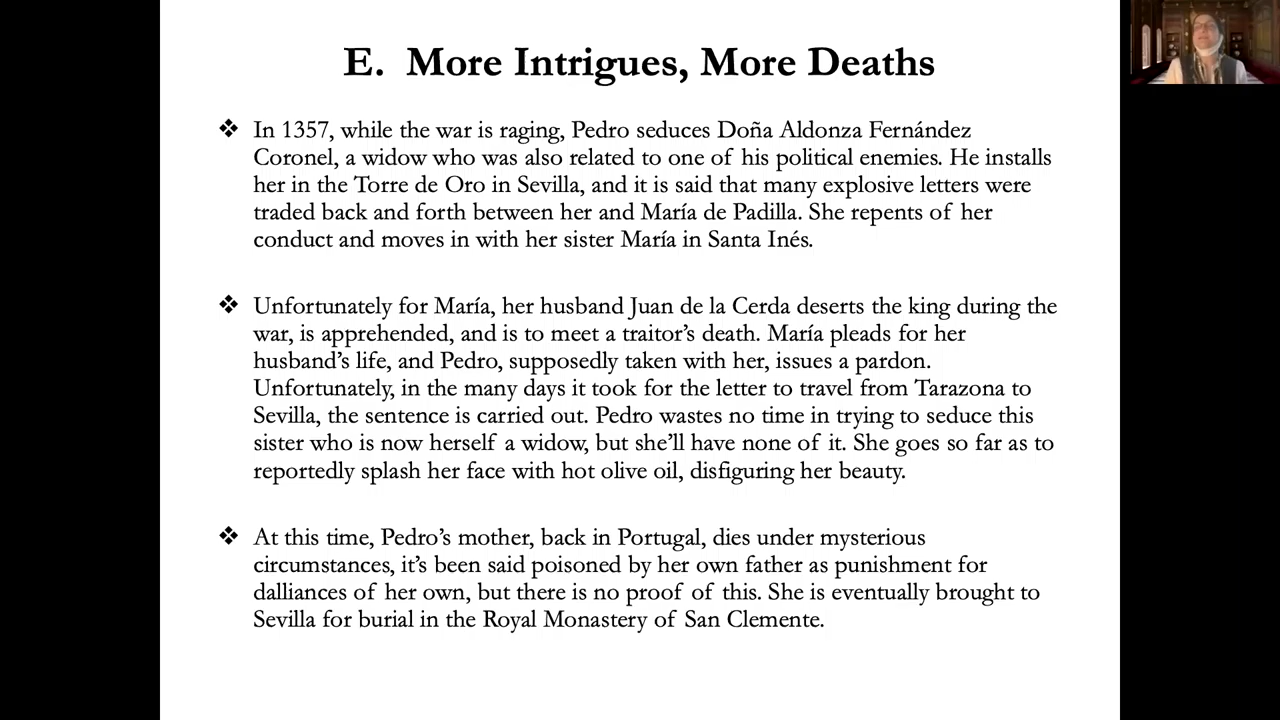 E. More Intrigues, More Deaths
❖ In 1357, while the war is raging, Pedro seduces Doña Aldonza Fernández
Coronel, a widow who was also related to one of his political enemies. He installs
her in the Torre de Oro in Sevilla, and it is said that many explosive letters were
traded back and forth between her and María de Padilla. She repents of her
conduct and moves in with her sister María in Santa Inés.
❖ Unfortunately for María, her husband Juan de la Cerda deserts the king during the
war, is apprehended, and is to meet a traitor’s death. María pleads for her
husband’s life, and Pedro, supposedly taken with her, issues a pardon.
Unfortunately, in the many days it took for the letter to travel from Tarazona to
Sevilla, the sentence is carried out. Pedro wastes no time in trying to seduce this
sister who is now herself a widow, but she’ll have none of it. She goes so far as to
reportedly splash her face with hot olive oil, disfiguring her beauty.
❖ At this time, Pedro’s mother, back in Portugal, dies under mysterious
circumstances, it’s been said poisoned by her own father as punishment for
dalliances of her own, but there is no proof of this. She is eventually brought to
Sevilla for burial in the Royal Monastery of San Clemente.